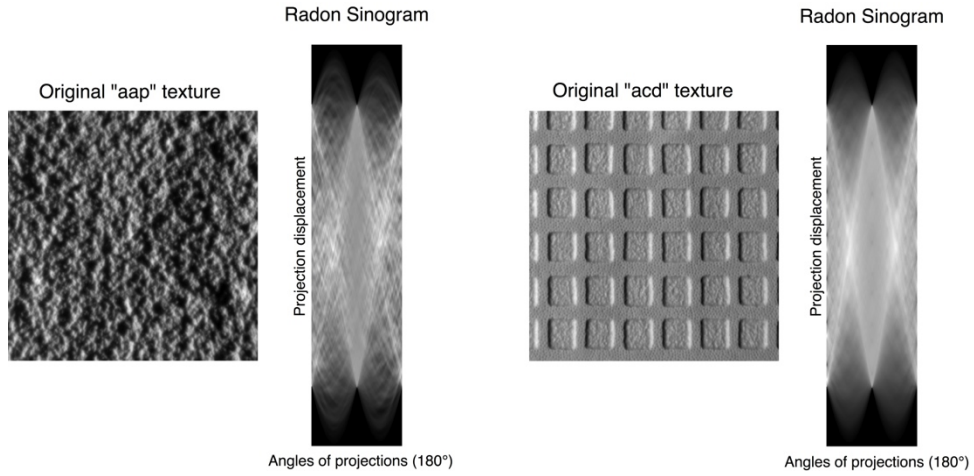 Radon Sinogram
Original "aap" texture
Projection displacement
Angles of projections (180°)
Radon Sinogram
Original "acd" texture
Projection displacement
Angles of projections (180°)